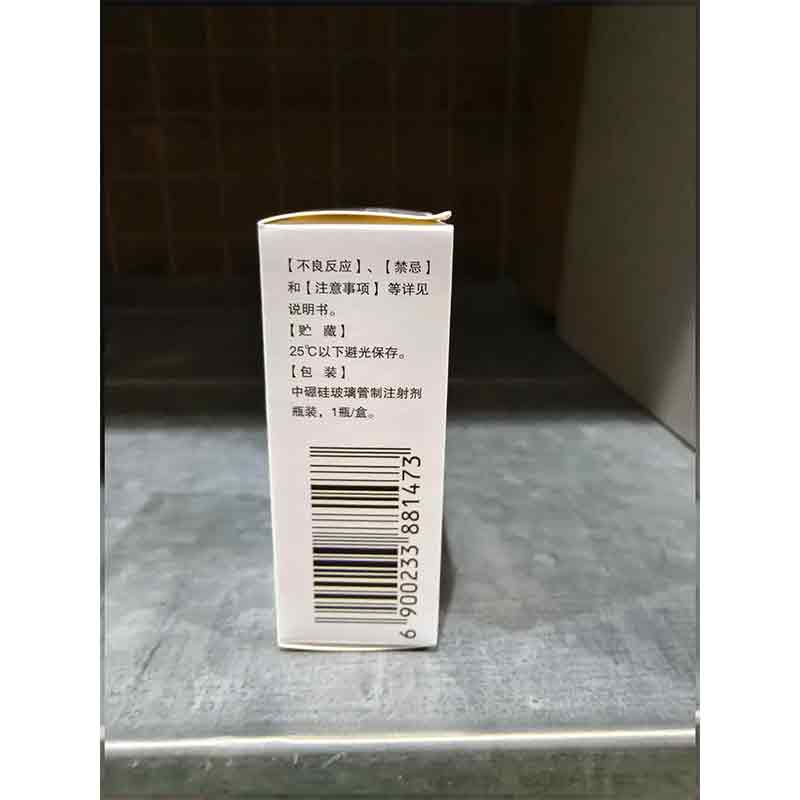 【不良反应】、【禁忌】
和【注意事项】等详见
说明书。
【贮 藏】
25℃以下避光保存。
【包 装】
中硼硅玻璃管制注射剂
瓶装，1瓶/盒。
6 900233 881473